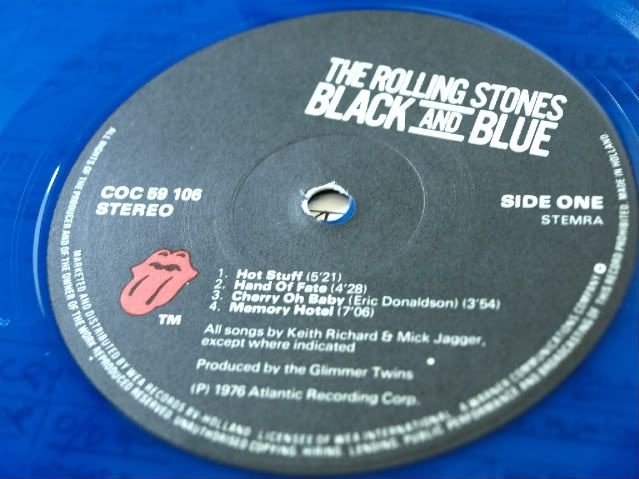 THE ROLLING STONES
BLACK AND BLUE
COC 59 106
STEREO
SIDE ONE
STEMRA
1. Hot Stuff (5'21)
2. Hand Of Fate (4'28)
3. Cherry Oh Baby (Eric Donaldson) (3'54)
4. Memory Hotel (7'06)
TM
All songs by Keith Richard & Mick Jagger,
except where indicated
Produced by the Glimmer Twins
(P) 1976 Atlantic Recording Corp.
ALL RIGHTS OF THE PRODUCER AND OF THE OWNER OF THE WORK REPRODUCED RESERVED. UNAUTHORISED COPYING, HIRING, LENDING, PUBLIC PERFORMANCE AND BROADCASTING OF THIS RECORD PROHIBITED. MADE IN HOLLAND
MARKETED AND DISTRIBUTED BY WEA RECORDS BV-HOLLAND. LICENSEES OF WEA INTERNATIONAL. A WARNER COMMUNICATIONS COMPANY